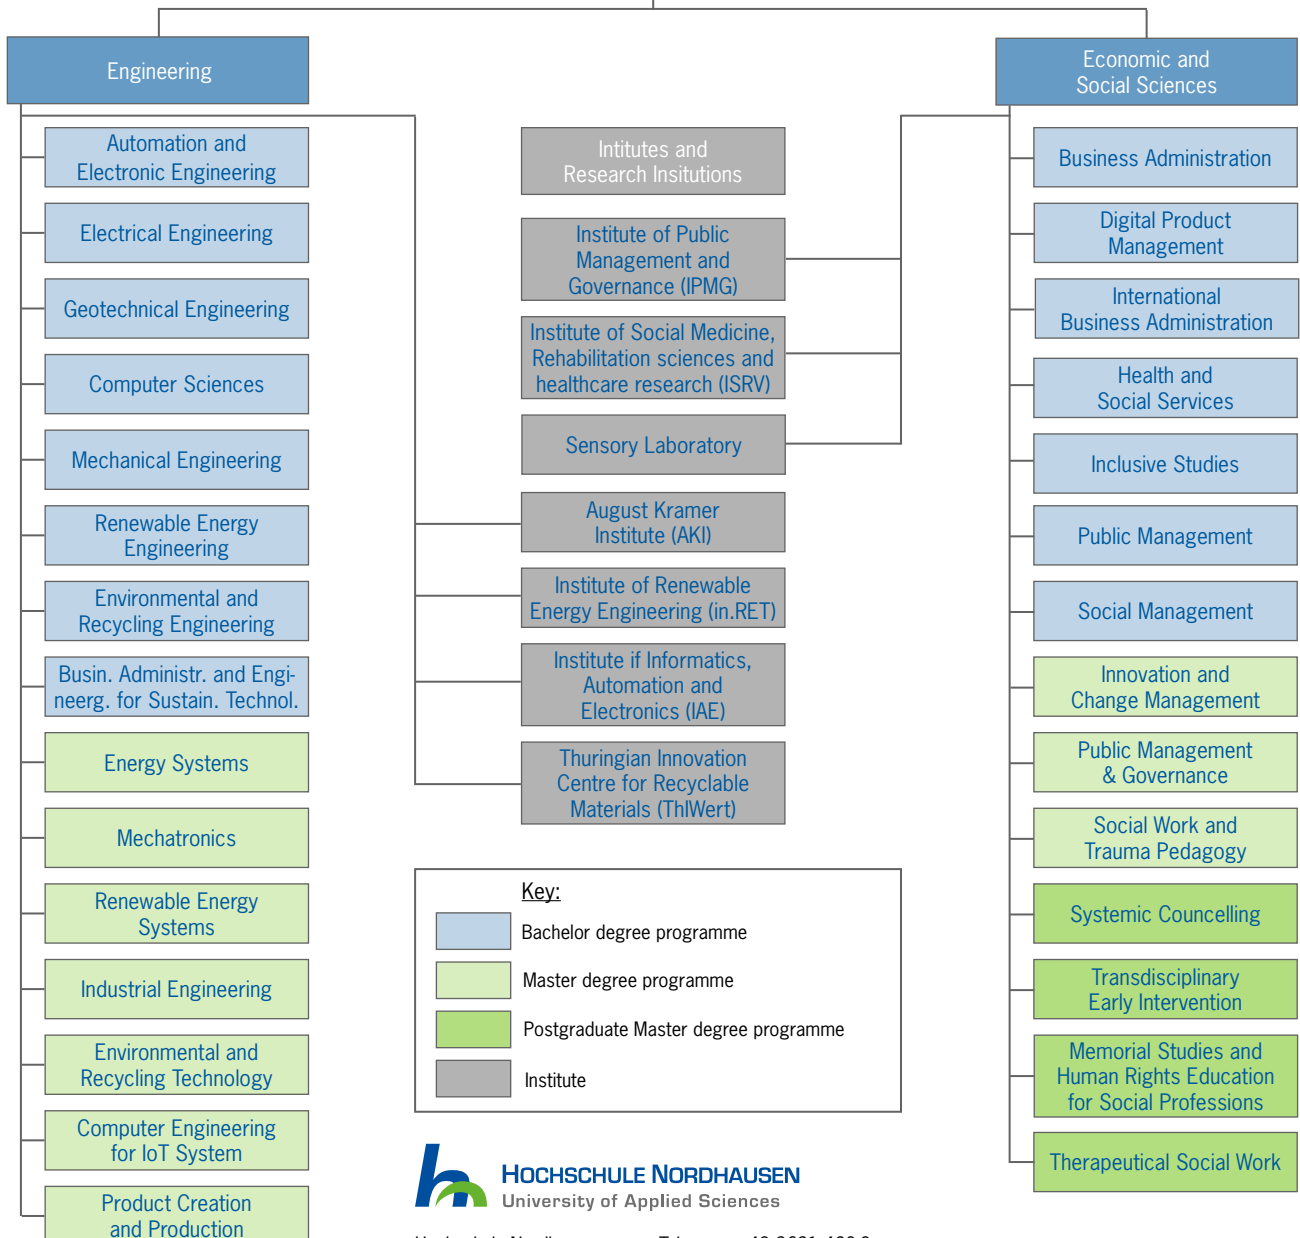 Engineering
Automation and
Electronic Engineering
Electrical Engineering
Geotechnical Engineering
Computer Sciences
Mechanical Engineering
Renewable Energy
Engineering
Environmental and
Recycling Engineering
Busin. Administr. and Engi-
neerg. for Sustain. Technol.
Energy Systems
Mechatronics
Renewable Energy
Systems
Industrial Engineering
Environmental and
Recycling Technology
Computer Engineering
for IoT System
Product Creation
and Production
Intitutes and
Research Insitutions
Institute of Public
Management and
Governance (IPMG)
Institute of Social Medicine,
Rehabilitation sciences and
healthcare research (ISRV)
Sensory Laboratory
August Kramer
Institute (AKI)
Institute of Renewable
Energy Engineering (in.RET)
Institute if Informatics,
Automation and
Electronics (IAE)
Thuringian Innovation
Centre for Recyclable
Materials (ThIWert)
Key:
Bachelor degree programme
Master degree programme
Postgraduate Master degree programme
Institute
HOCHSCHULE NORDHAUSEN
University of Applied Sciences
Economic and
Social Sciences
Business Administration
Digital Product
Management
International
Business Administration
Health and
Social Services
Inclusive Studies
Public Management
Social Management
Innovation and
Change Management
Public Management
& Governance
Social Work and
Trauma Pedagogy
Systemic Councelling
Transdisciplinary
Early Intervention
Memorial Studies and
Human Rights Education
for Social Professions
Therapeutical Social Work